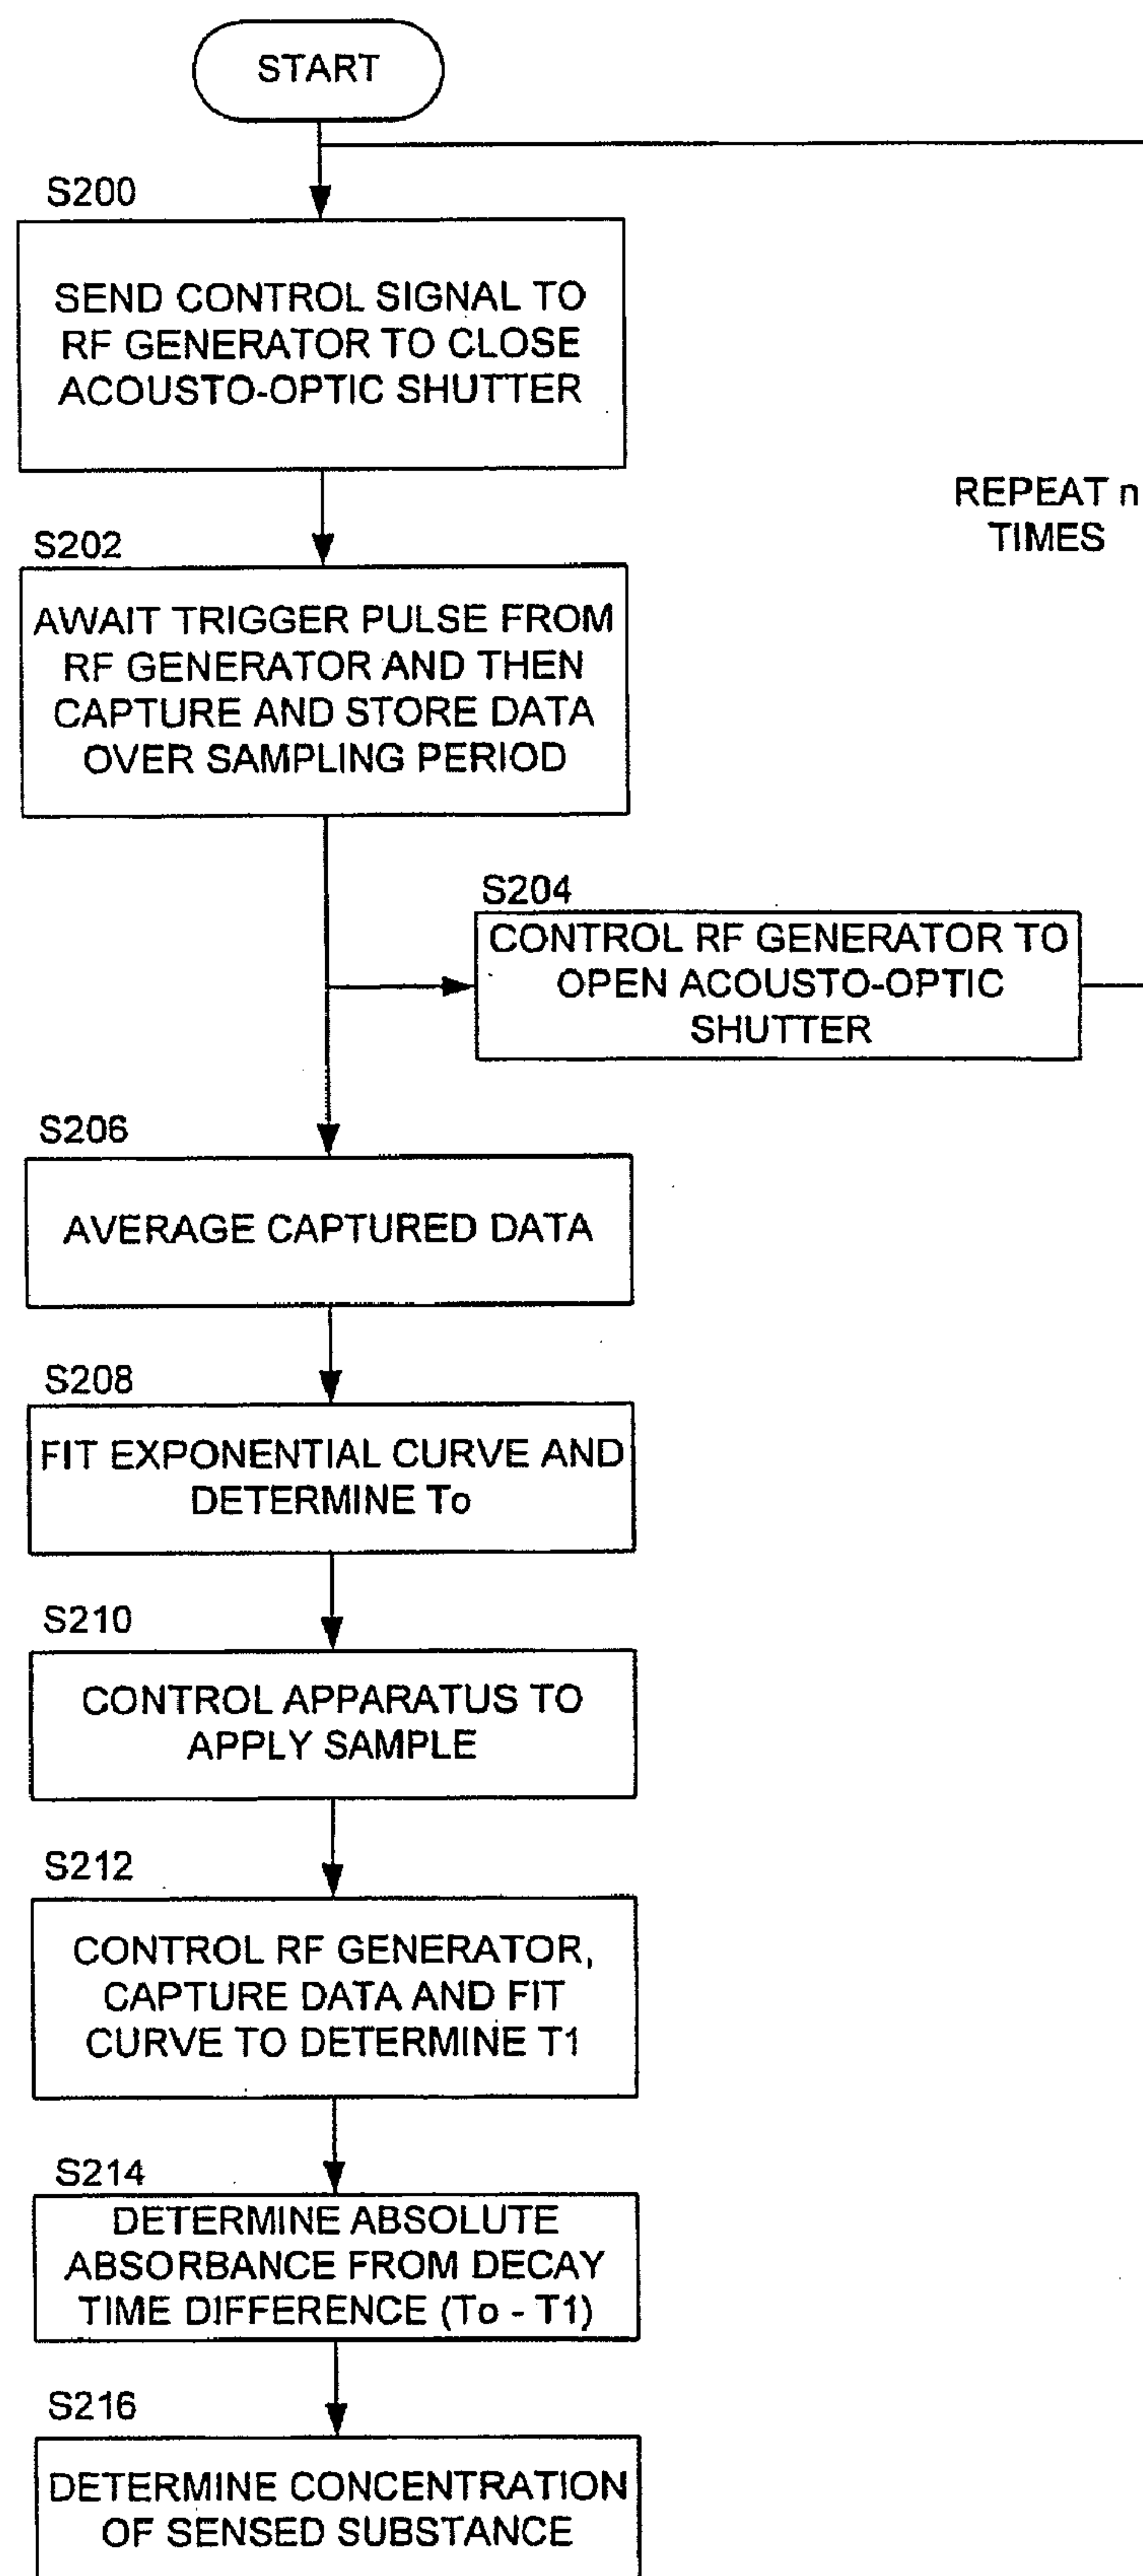 START
S200
SEND CONTROL SIGNAL TO
RF GENERATOR TO CLOSE
ACOUSTO-OPTIC SHUTTER
REPEAT n
TIMES
S202
AWAIT TRIGGER PULSE FROM
RF GENERATOR AND THEN
CAPTURE AND STORE DATA
OVER SAMPLING PERIOD
S204
CONTROL RF GENERATOR TO
OPEN ACOUSTO-OPTIC
SHUTTER
S206
AVERAGE CAPTURED DATA
S208
FIT EXPONENTIAL CURVE AND
DETERMINE To
S210
CONTROL APPARATUS TO
APPLY SAMPLE
S212
CONTROL RF GENERATOR,
CAPTURE DATA AND FIT
CURVE TO DETERMINE T1
S214
DETERMINE ABSOLUTE
ABSORBANCE FROM DECAY
TIME DIFFERENCE (To - T1)
S216
DETERMINE CONCENTRATION
OF SENSED SUBSTANCE